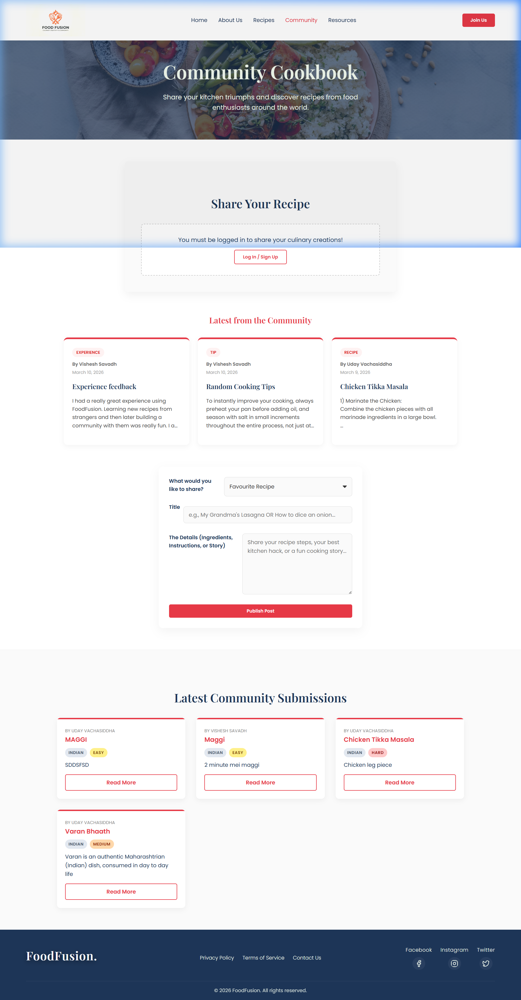 FOOD FUSION
CULINARY CREATIVITY & COMMUNITY
Home
About Us
Recipes
Community
Resources
Join Us
Community Cookbook
Share your kitchen triumphs and discover recipes from food
enthusiasts around the world.
Share Your Recipe
You must be logged in to share your culinary creations!
Log In / Sign Up
Latest from the Community
EXPERIENCE
By Vishesh Savadh
March 10, 2026
Experience feedback
I had a really great experience using
FoodFusion. Learning new recipes from
strangers and then later building a
community with them was really fun. I a...
TIP
By Vishesh Savadh
March 10, 2026
Random Cooking Tips
To instantly improve your cooking, always
preheat your pan before adding oil, and
season with salt in small increments
throughout the entire process, not just at...
RECIPE
By Uday Vachasiddha
March 9, 2026
Chicken Tikka Masala
1) Marinate the Chicken:
Combine the chicken pieces with all
marinade ingredients in a large bowl.
...
What would you
like to share?
Favourite Recipe
Title
e.g., My Grandma's Lasagna OR How to dice an onion...
The Details (Ingredients,
Instructions, or Story)
Share your recipe steps, your best
kitchen hack, or a fun cooking story...
Publish Post
Latest Community Submissions
BY UDAY VACHASIDDHA
MAGGI
INDIAN
EASY
SDDSFSD
Read More
BY VISHESH SAVADH
Maggi
INDIAN
EASY
2 minute mei maggi
Read More
BY UDAY VACHASIDDHA
Chicken Tikka Masala
INDIAN
HARD
Chicken leg piece
Read More
BY UDAY VACHASIDDHA
Varan Bhaath
INDIAN
MEDIUM
Varan is an authentic Maharashtrian
(Indian) dish, consumed in day to day
life
Read More
FoodFusion.
Privacy Policy
Terms of Service
Contact Us
Facebook
Instagram
Twitter
© 2026 FoodFusion. All rights reserved.